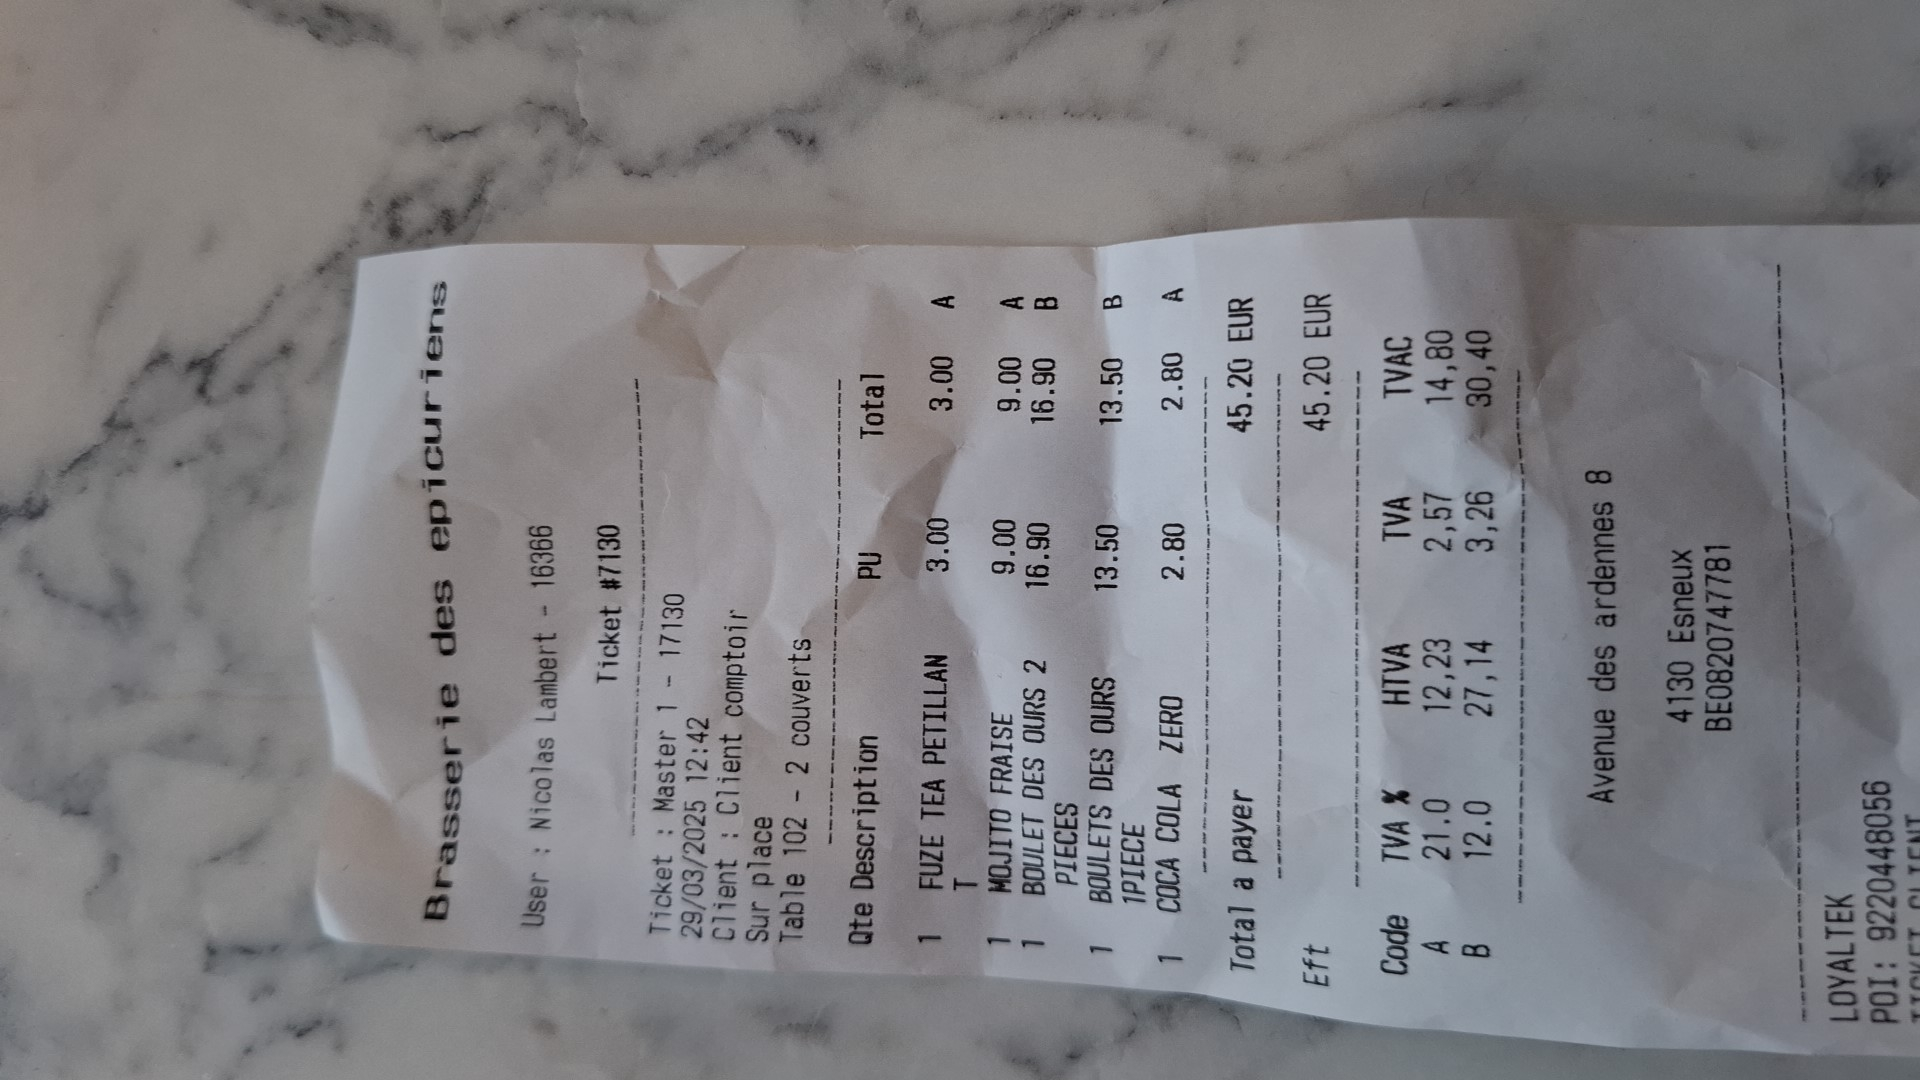 Brasserie des epicuriens
User : Nicolas Lambert - 16366
Ticket #7130
Ticket : Master 1 - 17130
29/03/2025 12:42
Client : Client comptoir
Sur place
Table 102 - 2 couverts
Qte Description PU Total
1 FUZE TEA PETILLAN 3.00 3.00 A
T
1 MOJITO FRAISE 9.00 9.00 A
1 BOULET DES OURS 2 16.90 16.90 B
PIECES
1 BOULETS DES OURS 13.50 13.50 B
1PIECE
1 COCA COLA ZERO 2.80 2.80 A
Total a payer 45.20 EUR
Eft 45.20 EUR
Code TVA % HTVA TVA TVAC
A 21.0 12,23 2,57 14,80
B 12.0 27,14 3,26 30,40
Avenue des ardennes 8
4130 Esneux
BE0820747781
LOYALTEK
POI: 9220448056
TICKET CLIENT